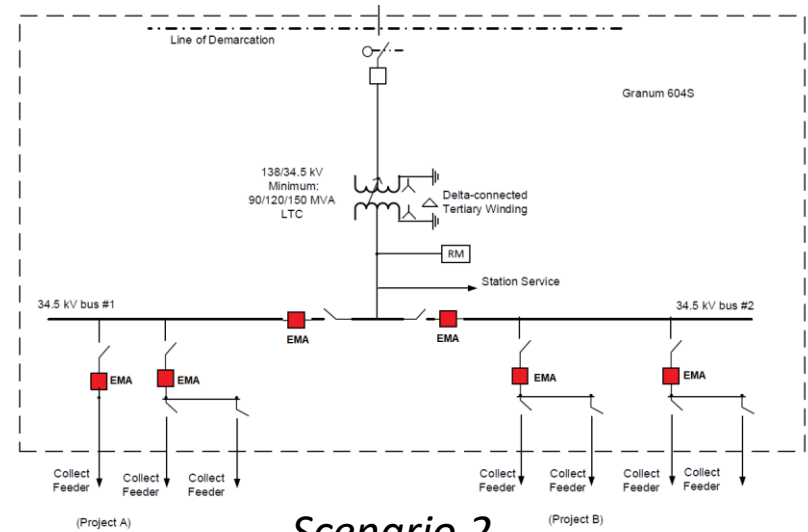 Line of Demarcation
Granum 604S
138/34.5 kV
Minimum:
90/120/150 MVA
LTC
Delta-connected
Tertiary Winding
RM
Station Service
34.5 kV bus #1
34.5 kV bus #2
EMA
EMA
EMA
EMA
EMA
EMA
Collect
Feeder
Collect
Feeder
Collect
Feeder
Collect
Feeder
Collect
Feeder
Collect
Feeder
Collect
Feeder
(Project A)
Scenario 2
(Project B)